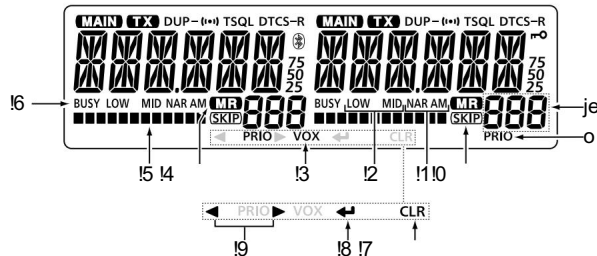 MAIN TX DUP-((•)) TSQL DTCS-R MAIN TX DUP-((•)) TSQL DTCS-R
75
50
25
75
50
25
!6 BUSY LOW MID NAR AM MR BUSY LOW MID NAR AM MR je
SKIP SKIP
◀ PRIO ▶ VOX ↵ CLR PRIO o
!5 !4 !3 !2 !1 !0
◀ PRIO ▶ VOX ↵ CLR
!9 !8 !7